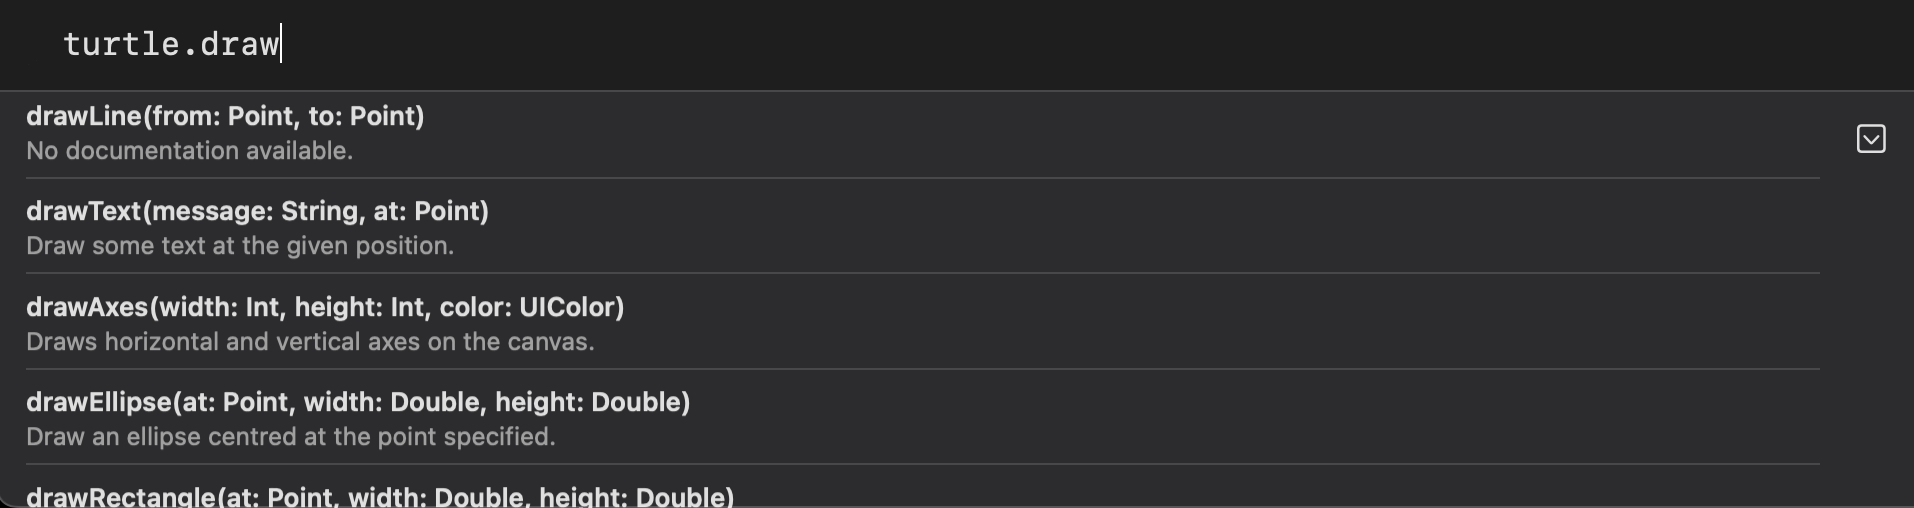 turtle.draw
drawLine(from: Point, to: Point)
No documentation available.
drawText(message: String, at: Point)
Draw some text at the given position.
drawAxes(width: Int, height: Int, color: UIColor)
Draws horizontal and vertical axes on the canvas.
drawEllipse(at: Point, width: Double, height: Double)
Draw an ellipse centred at the point specified.
drawRectangle(at: Point, width: Double, height: Double)